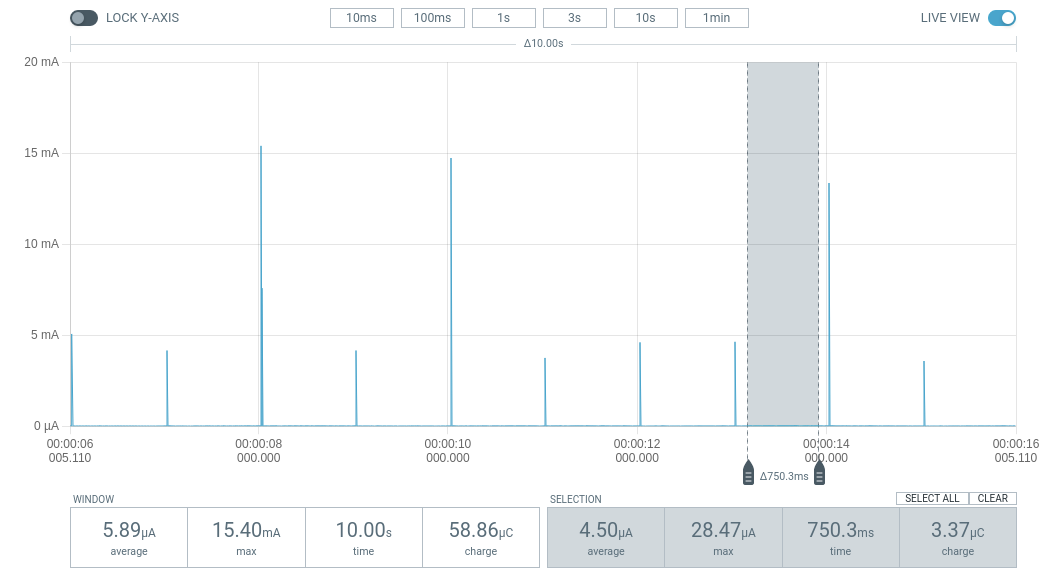 LOCK Y-AXIS 10ms 100ms 1s 3s 10s 1min LIVE VIEW
Δ10.00s
20 mA
15 mA
10 mA
5 mA
0 µA
00:00:06 00:00:08 00:00:10 00:00:12 00:00:14 00:00:16
005.110 000.000 000.000 000.000 000.000 005.110
Δ750.3ms
WINDOW SELECTION SELECT ALL CLEAR
5.89µA 15.40mA 10.00s 58.86µC 4.50µA 28.47µA 750.3ms 3.37µC
average max time charge average max time charge